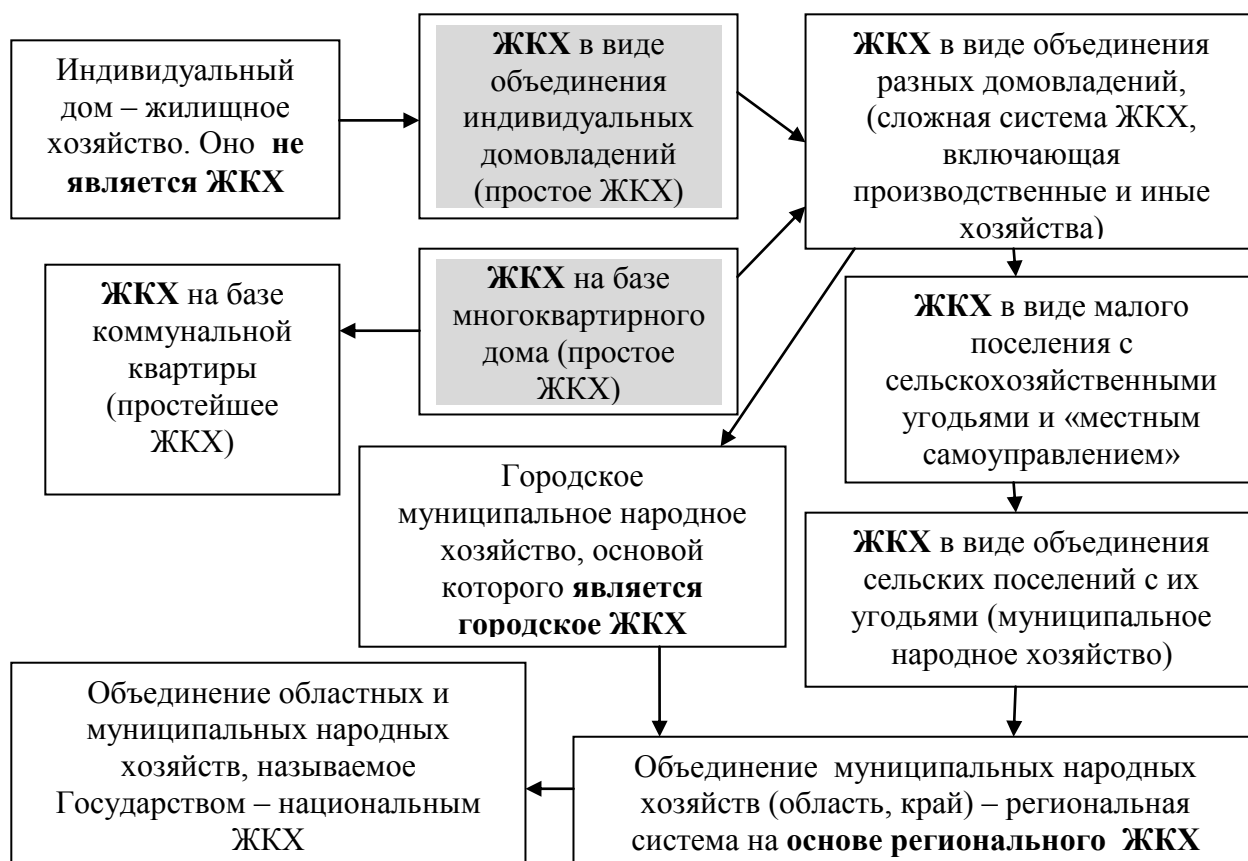 Индивидуальный
дом – жилищное
хозяйство. Оно не
является ЖКХ
ЖКХ в виде
объединения
индивидуальных
домовладений
(простое ЖКХ)
ЖКХ в виде объединения
разных домовладений,
(сложная система ЖКХ,
включающая
производственные и иные
хозяйства)
ЖКХ на базе
коммунальной
квартиры
(простейшее
ЖКХ)
ЖКХ на базе
многоквартирного
дома (простое
ЖКХ)
ЖКХ в виде малого
поселения с
сельскохозяйственными
угодьями и «местным
самоуправлением»
Городское
муниципальное народное
хозяйство, основой
которого является
городское ЖКХ
ЖКХ в виде объединения
сельских поселений с их
угодьями (муниципальное
народное хозяйство)
Объединение областных и
муниципальных народных
хозяйств, называемое
Государством – национальным
ЖКХ
Объединение муниципальных народных
хозяйств (область, край) – региональная
система на основе регионального ЖКХ